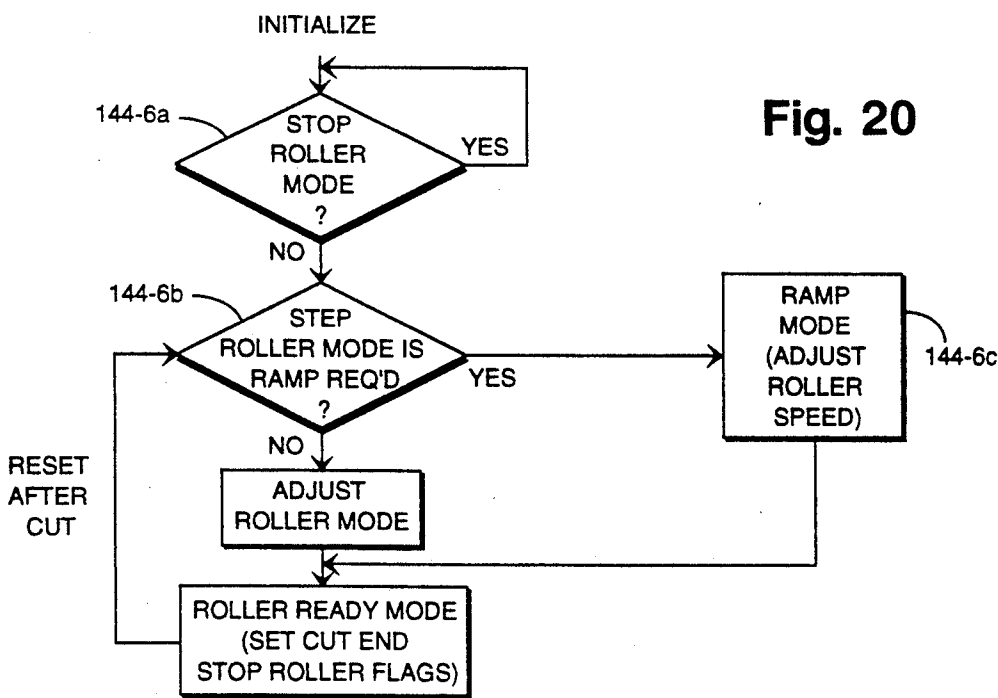 INITIALIZE
Fig. 20
144-6a
STOP
ROLLER
MODE
?
YES
NO
144-6b
STEP
ROLLER MODE IS
RAMP REQ'D
?
YES
NO
RAMP
MODE
(ADJUST
ROLLER
SPEED)
144-6c
RESET
AFTER
CUT
ADJUST
ROLLER MODE
ROLLER READY MODE
(SET CUT END
STOP ROLLER FLAGS)